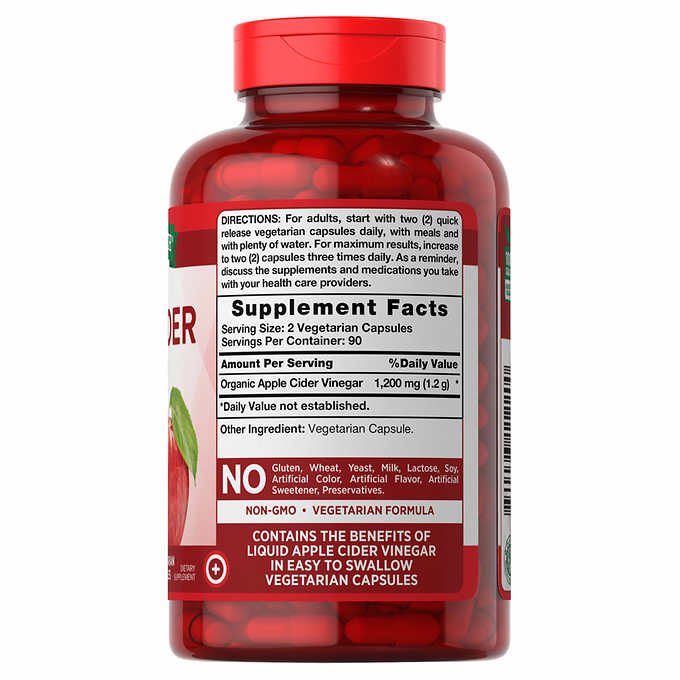 DIRECTIONS: For adults, start with two (2) quick
release vegetarian capsules daily, with meals and
with plenty of water. For maximum results, increase
to two (2) capsules three times daily. As a reminder,
discuss the supplements and medications you take
with your health care providers.
Supplement Facts
Serving Size: 2 Vegetarian Capsules
Servings Per Container: 90
Amount Per Serving %Daily Value
Organic Apple Cider Vinegar 1,200 mg (1.2 g) *
*Daily Value not established.
Other Ingredient: Vegetarian Capsule.
NO Gluten, Wheat, Yeast, Milk, Lactose, Soy,
Artificial Color, Artificial Flavor, Artificial
Sweetener, Preservatives.
NON-GMO • VEGETARIAN FORMULA
CONTAINS THE BENEFITS OF
LIQUID APPLE CIDER VINEGAR
IN EASY TO SWALLOW
VEGETARIAN CAPSULES
DER
DIETARY
SUPPLEMENT